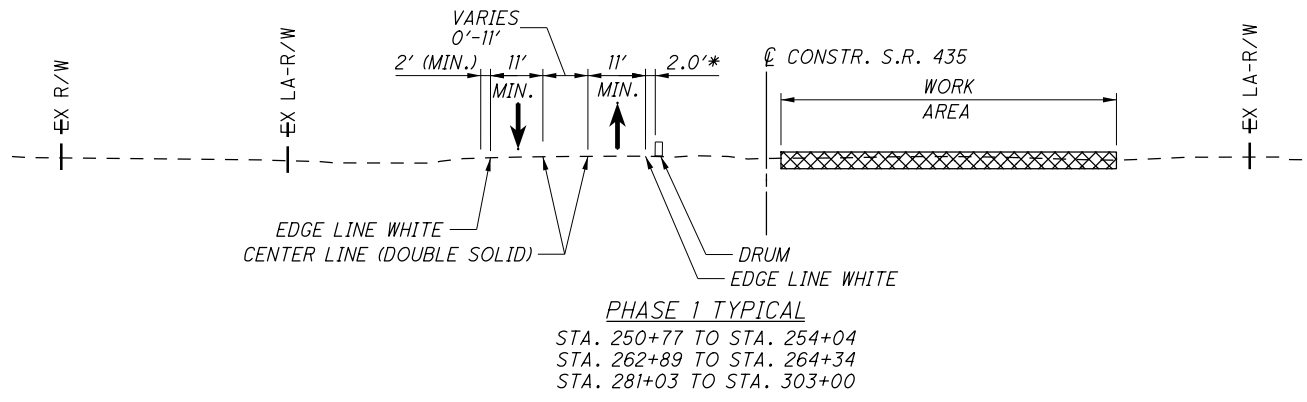 VARIES
0'-11'
2' (MIN.)
11'
MIN.
11'
MIN.
2.0'*
EX R/W
EX LA-R/W
℄ CONSTR. S.R. 435
WORK
AREA
EX LA-R/W
EDGE LINE WHITE
CENTER LINE (DOUBLE SOLID)
DRUM
EDGE LINE WHITE
PHASE 1 TYPICAL
STA. 250+77 TO STA. 254+04
STA. 262+89 TO STA. 264+34
STA. 281+03 TO STA. 303+00